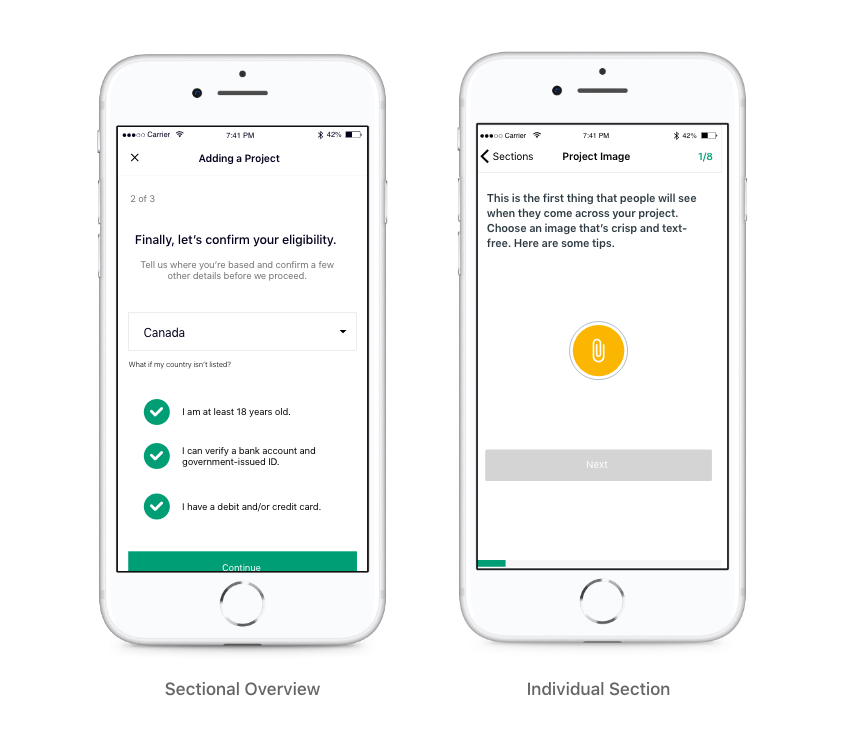 Carrier 7:41 PM 42%
Adding a Project
2 of 3
Finally, let's confirm your eligibility.
Tell us where you're based and confirm a few
other details before we proceed.
Canada
What if my country isn't listed?
I am at least 18 years old.
I can verify a bank account and
government-issued ID.
I have a debit and/or credit card.
Continue
Sectional Overview
Carrier 7:41 PM 42%
Sections Project Image 1/8
This is the first thing that people will see
when they come across your project.
Choose an image that's crisp and text-
free. Here are some tips.
Next
Individual Section